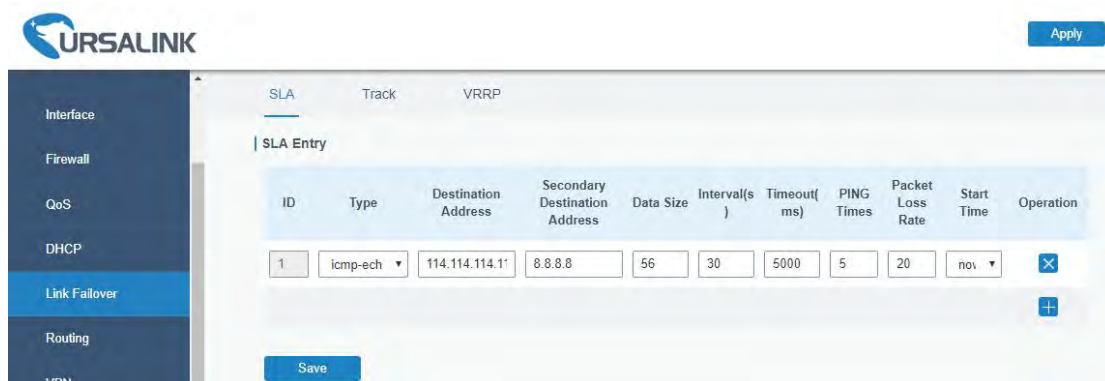 URSALINK
Apply
SLA Track VRRP
Interface
SLA Entry
Firewall
ID Type Destination Address Secondary Destination Address Data Size Interval(s) Timeout(ms) PING Times Packet Loss Rate Start Time Operation
QoS
DHCP
1 icmp-ech 114.114.114.11 8.8.8.8 56 30 5000 5 20 now
Link Failover
Routing
Save
VPN